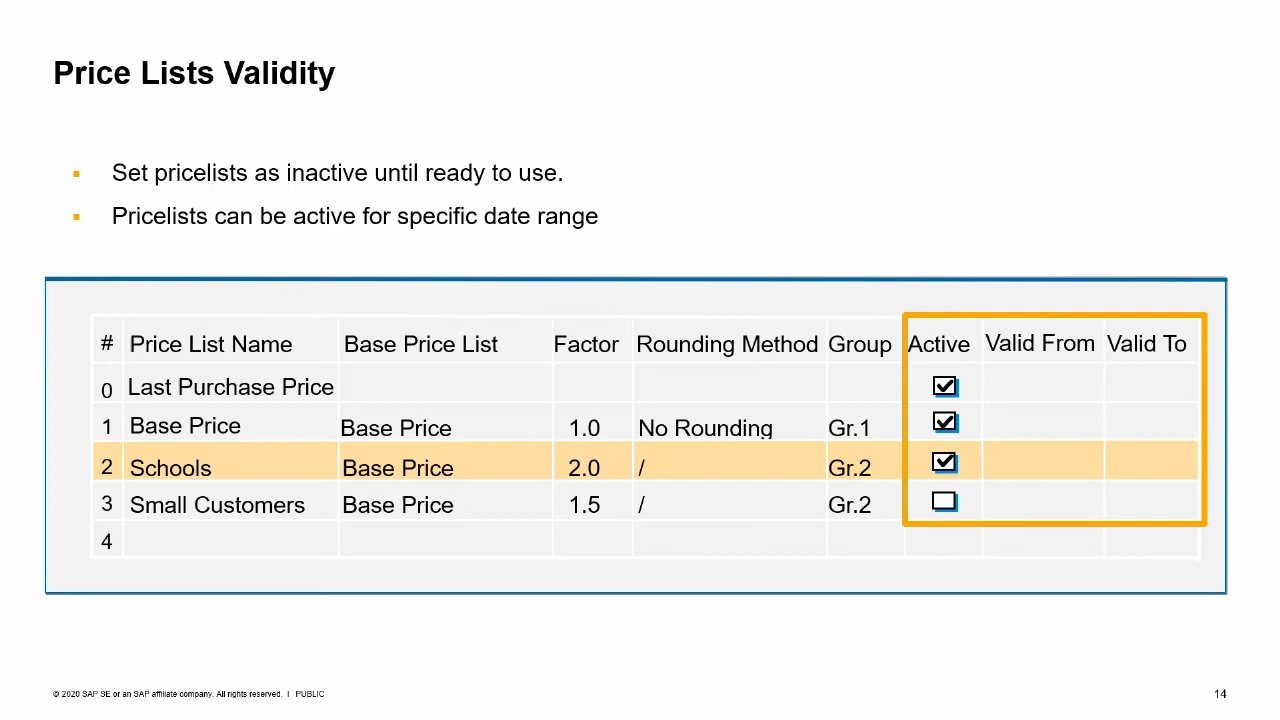 Price Lists Validity
Set pricelists as inactive until ready to use.
Pricelists can be active for specific date range
# Price List Name Base Price List Factor Rounding Method Group Active Valid From Valid To
0 Last Purchase Price
1 Base Price Base Price 1.0 No Rounding Gr.1
2 Schools Base Price 2.0 / Gr.2
3 Small Customers Base Price 1.5 / Gr.2
4
© 2020 SAP SE or an SAP affiliate company. All rights reserved. I PUBLIC 14